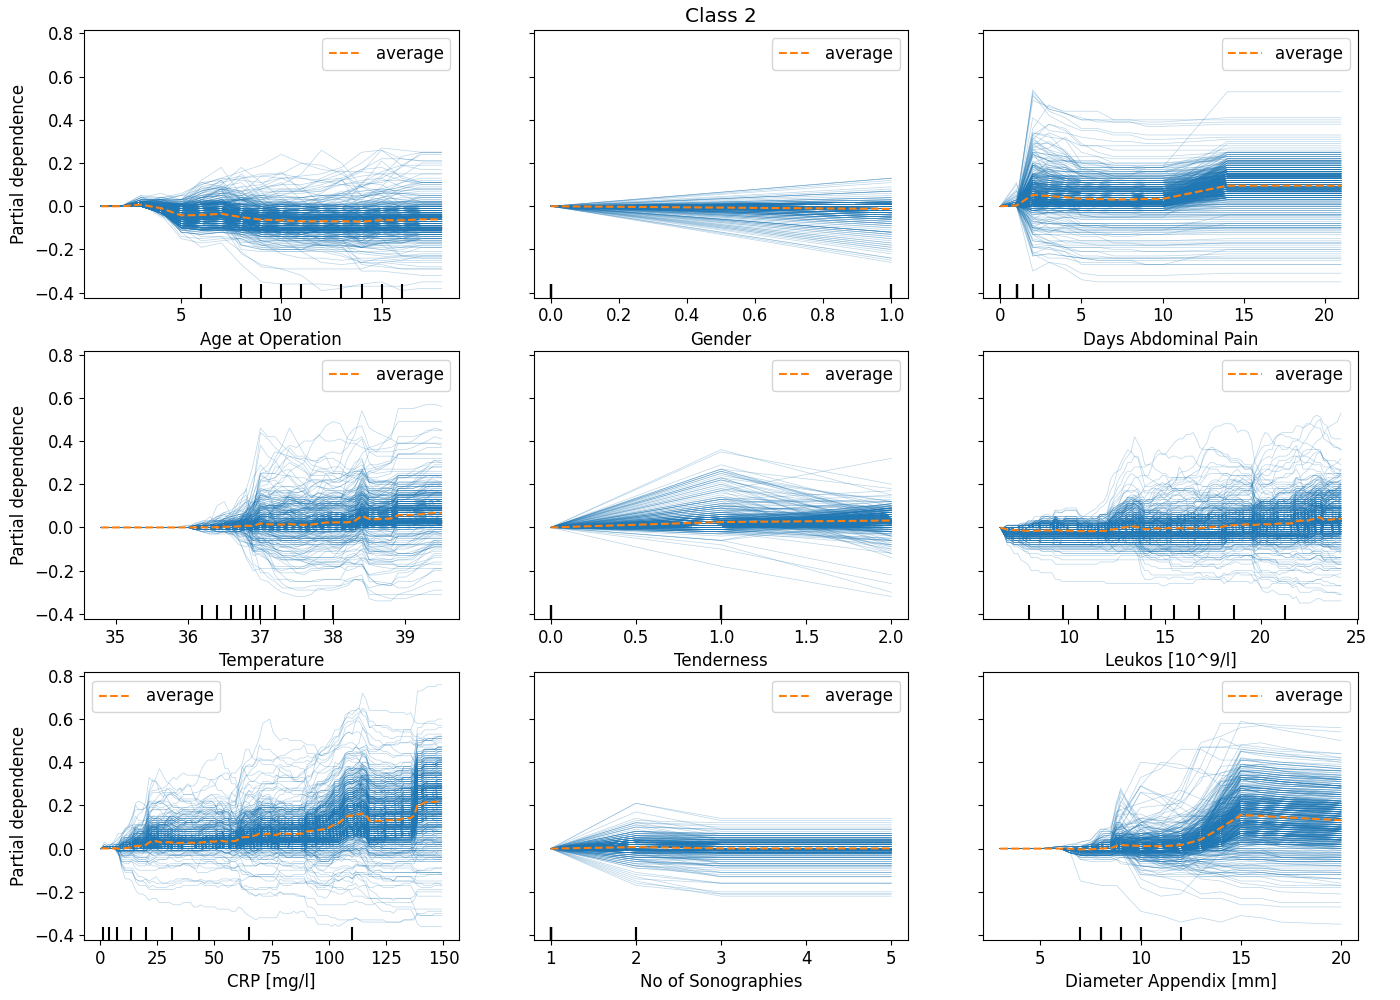 Class 2
0.8
0.6
0.4
0.2
0.0
−0.2
−0.4
Partial dependence
average
5 10 15
Age at Operation
average
0.0 0.2 0.4 0.6 0.8 1.0
Gender
average
0 5 10 15 20
Days Abdominal Pain
0.8
0.6
0.4
0.2
0.0
−0.2
−0.4
Partial dependence
average
35 36 37 38 39
Temperature
average
0.0 0.5 1.0 1.5 2.0
Tenderness
average
10 15 20 25
Leukos [10^9/l]
0.8
0.6
0.4
0.2
0.0
−0.2
−0.4
Partial dependence
average
0 25 50 75 100 125 150
CRP [mg/l]
average
1 2 3 4 5
No of Sonographies
average
5 10 15 20
Diameter Appendix [mm]